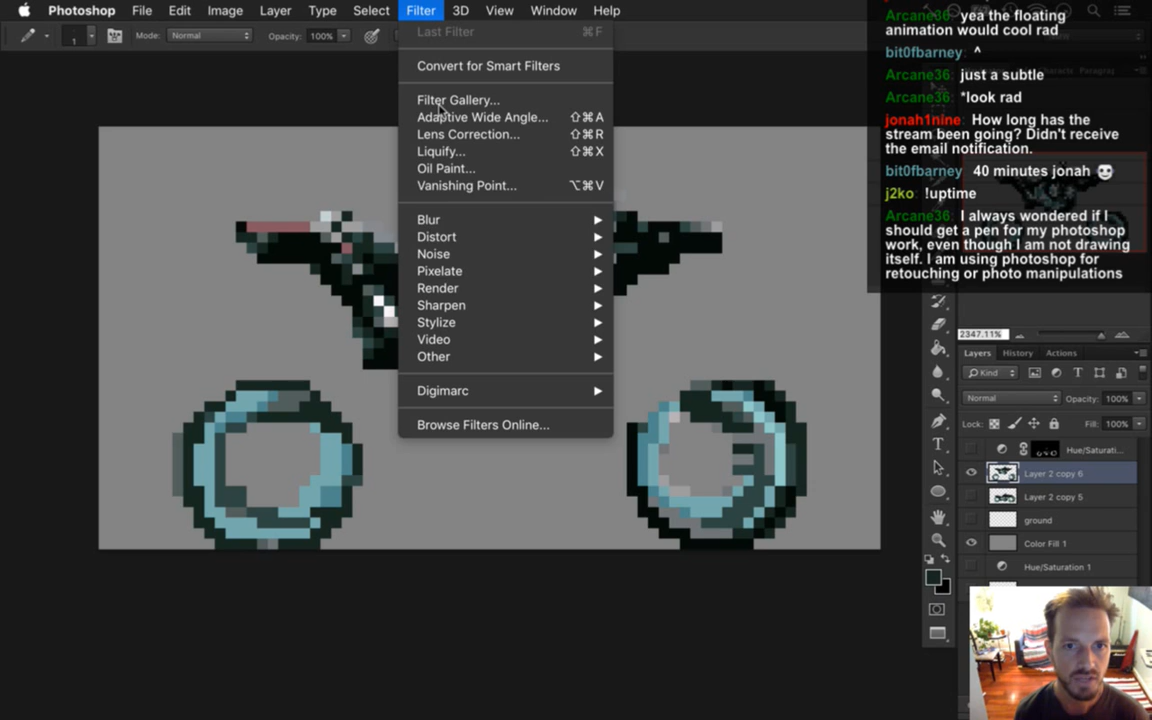 Photoshop File Edit Image Layer Type Select Filter 3D View Window Help
1 Mode: Normal Opacity: 100%
Last Filter ⌘F
Convert for Smart Filters
Filter Gallery...
Adaptive Wide Angle... ⇧⌘A
Lens Correction... ⇧⌘R
Liquify... ⇧⌘X
Oil Paint...
Vanishing Point... ⌥⌘V
Blur
Distort
Noise
Pixelate
Render
Sharpen
Stylize
Video
Other
Digimarc
Browse Filters Online...
Arcane36: yea the floating
animation would cool rad
bit0fbarney: ^
Arcane36: just a subtle
Arcane36: *look rad
jonah1nine: How long has the
stream been going? Didn't receive
the email notification.
bit0fbarney: 40 minutes jonah
j2ko: !uptime
Arcane36: I always wondered if I
should get a pen for my photoshop
work, even though I am not drawing
itself. I am using photoshop for
retouching or photo manipulations
2347.11%
Layers History Actions
Kind
Normal Opacity: 100%
Lock: Fill: 100%
Hue/Saturati...
Layer 2 copy 6
Layer 2 copy 5
ground
Color Fill 1
Hue/Saturation 1